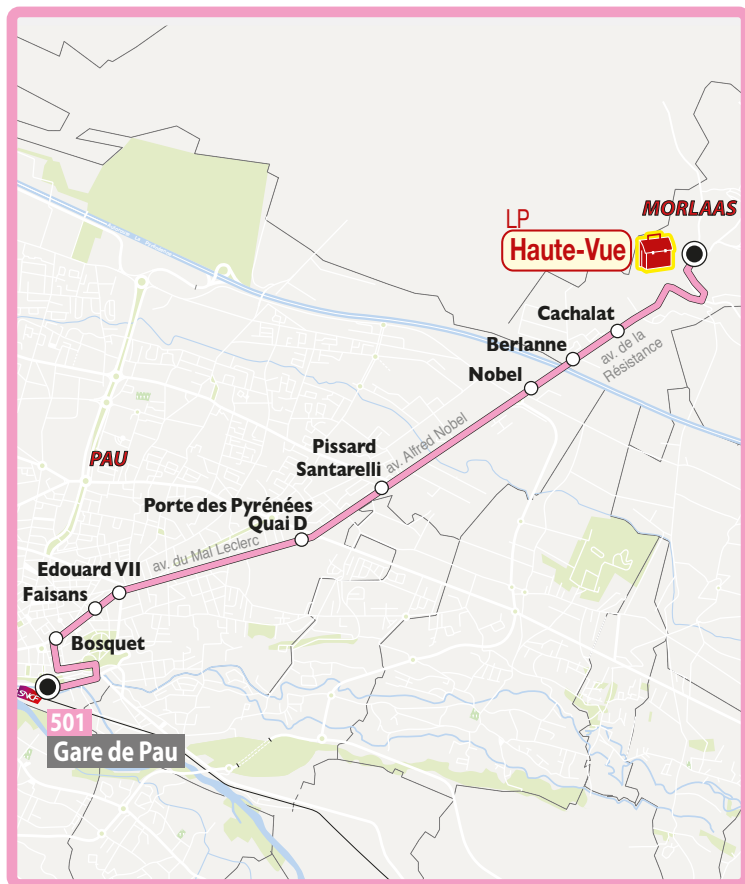 MORLAAS
LP
Haute-Vue
Cachalat
Berlanne
av. de la
Résistance
Nobel
Pissard
Santarelli
av. Alfred Nobel
PAU
Porte des Pyrénées
Quai D
av. du Mal Leclerc
Edouard VII
Faisans
Bosquet
SNCF
501
Gare de Pau